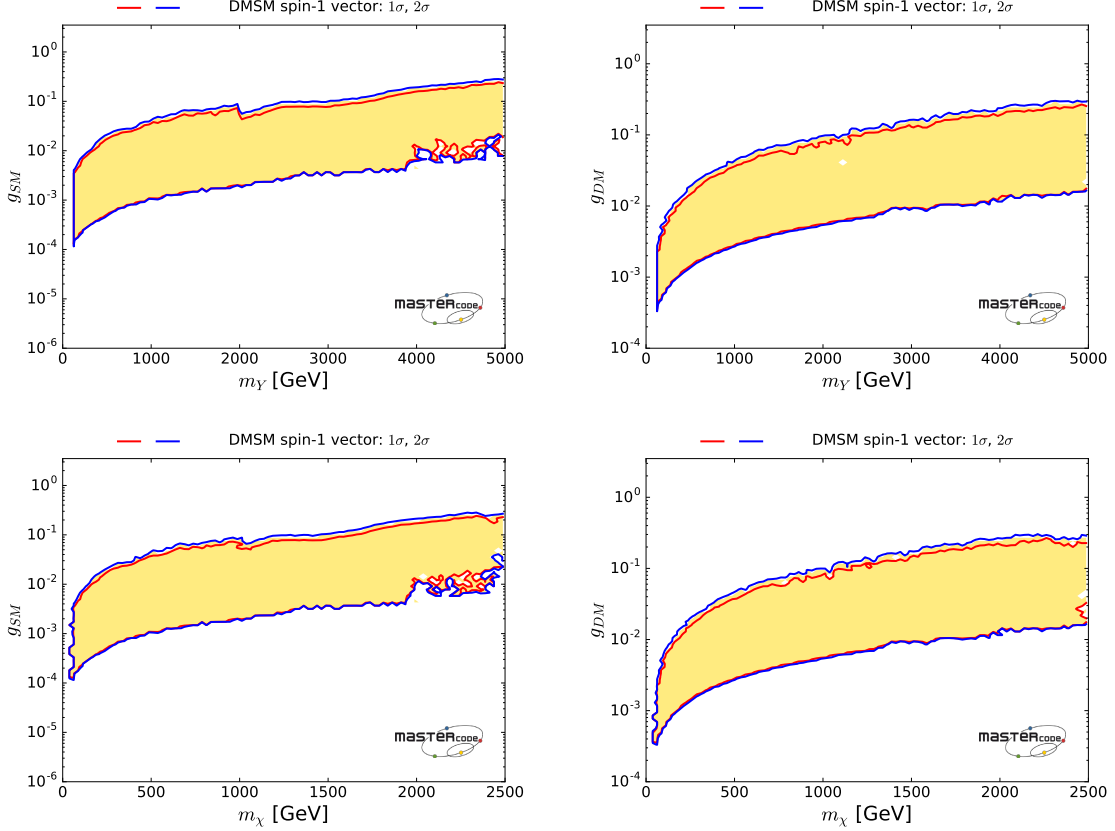 DMSM spin-1 vector: 1σ, 2σ
DMSM spin-1 vector: 1σ, 2σ
g_SM
10^0
10^-1
10^-2
10^-3
10^-4
10^-5
10^-6
MASTERCODE
0 1000 2000 3000 4000 5000
m_Y [GeV]
g_DM
10^0
10^-1
10^-2
10^-3
10^-4
MASTERCODE
0 1000 2000 3000 4000 5000
m_Y [GeV]
DMSM spin-1 vector: 1σ, 2σ
DMSM spin-1 vector: 1σ, 2σ
g_SM
10^0
10^-1
10^-2
10^-3
10^-4
10^-5
10^-6
MASTERCODE
0 500 1000 1500 2000 2500
m_χ [GeV]
g_DM
10^0
10^-1
10^-2
10^-3
10^-4
MASTERCODE
0 500 1000 1500 2000 2500
m_χ [GeV]